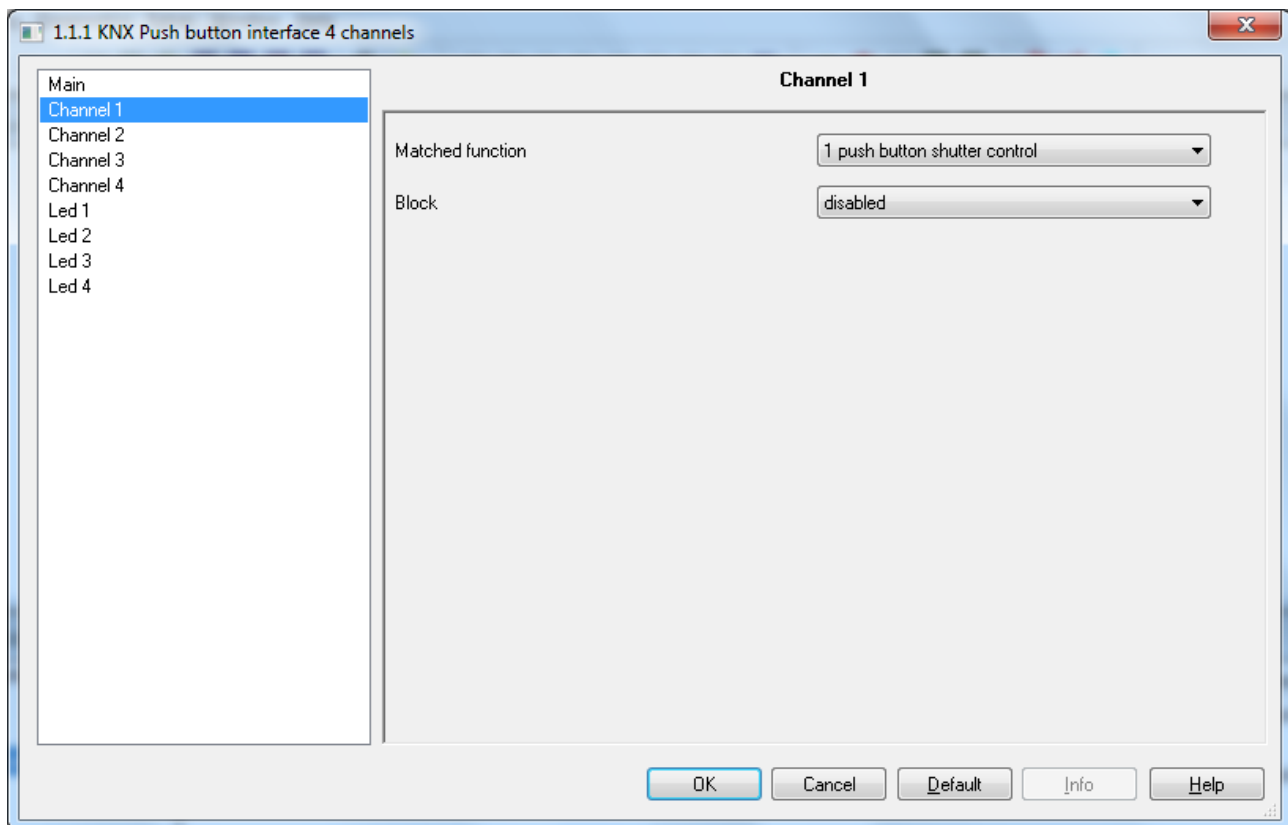 1.1.1 KNX Push button interface 4 channels
Main
Channel 1
Channel 2
Channel 3
Channel 4
Led 1
Led 2
Led 3
Led 4
Channel 1
Matched function
1 push button shutter control
Block
disabled
OK
Cancel
Default
Info
Help